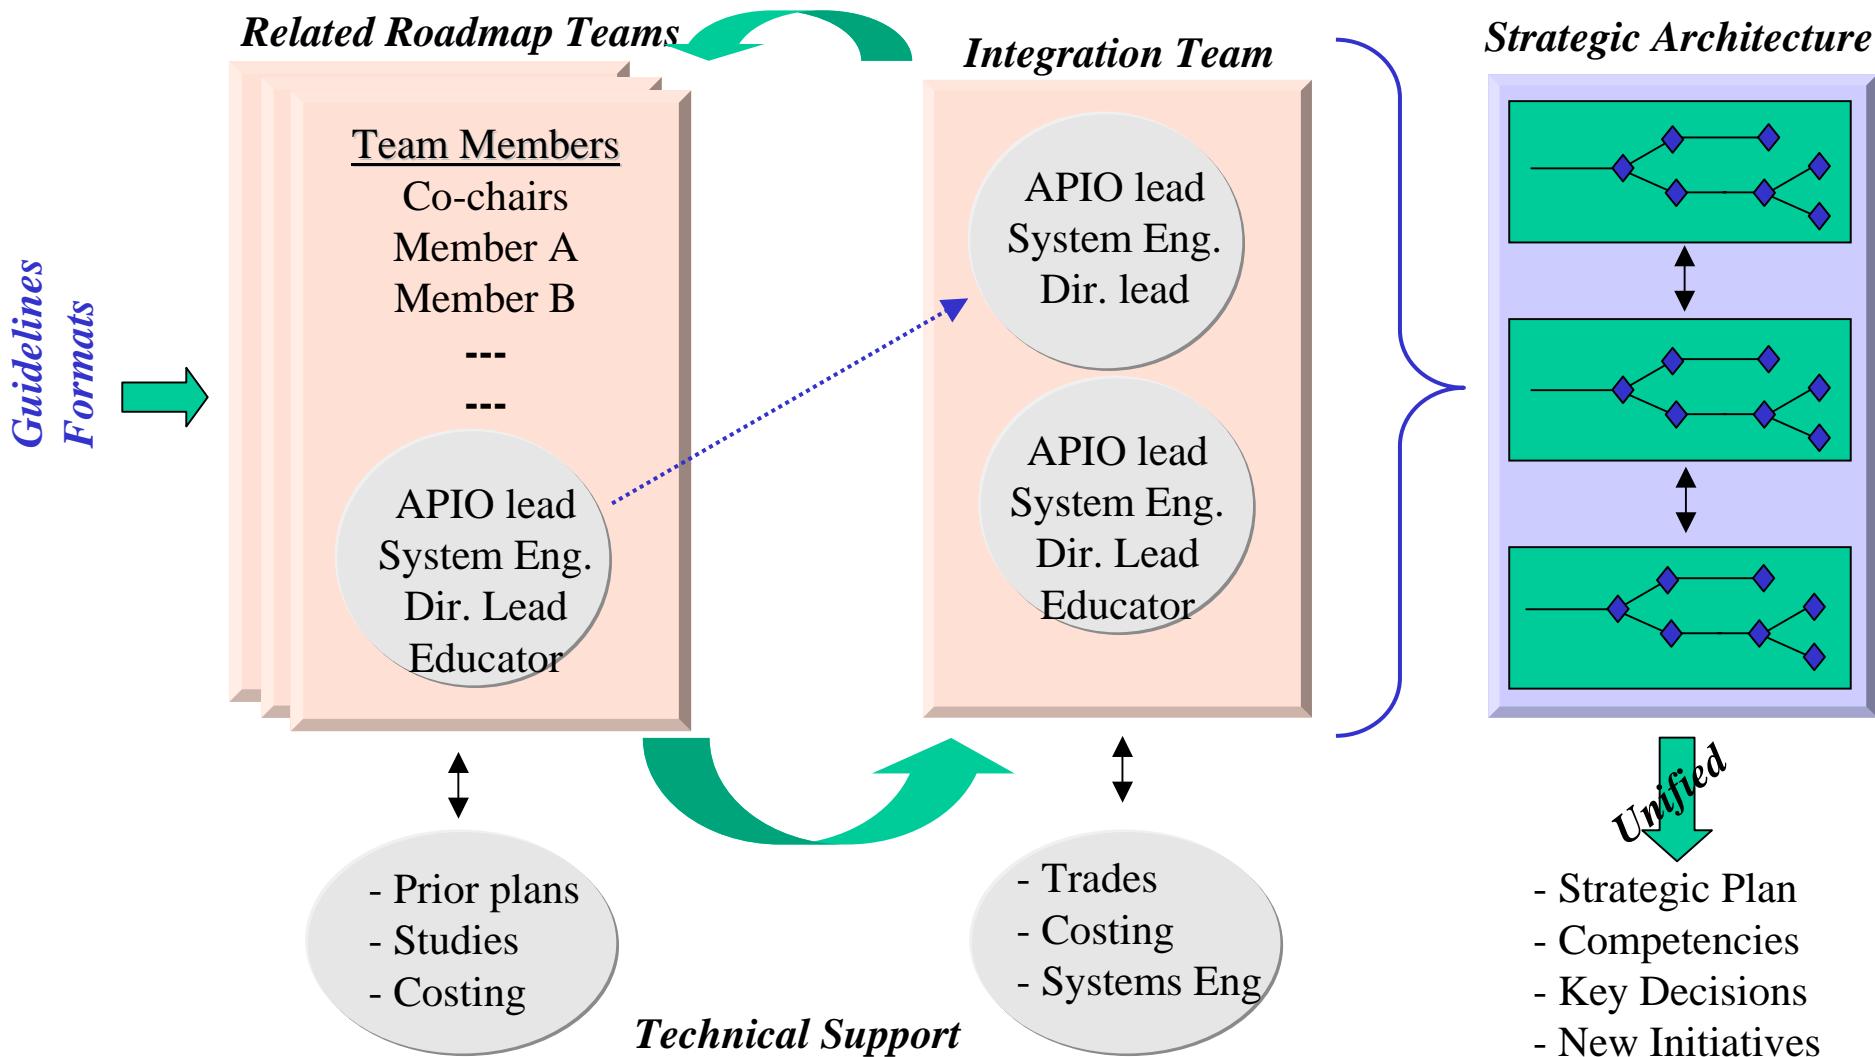 Related Roadmap Teams
Integration Team
Strategic Architecture
Guidelines
Formats
Team Members
Co-chairs
Member A
Member B
---
---
APIO lead
System Eng.
Dir. Lead
Educator
APIO lead
System Eng.
Dir. lead
APIO lead
System Eng.
Dir. Lead
Educator
- Prior plans
- Studies
- Costing
Technical Support
- Trades
- Costing
- Systems Eng
Unified
- Strategic Plan
- Competencies
- Key Decisions
- New Initiatives